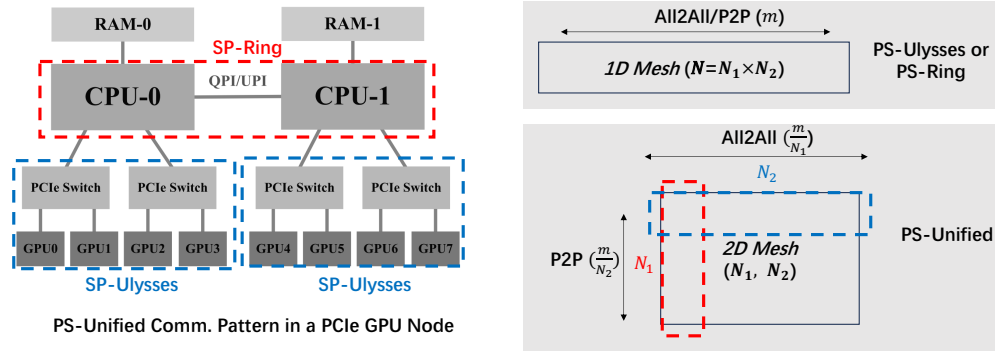 RAM-0
RAM-1
SP-Ring
QPI/UPI
CPU-0
CPU-1
PCIe Switch
PCIe Switch
PCIe Switch
PCIe Switch
GPU0
GPU1
GPU2
GPU3
GPU4
GPU5
GPU6
GPU7
SP-Ulysses
SP-Ulysses
PS-Unified Comm. Pattern in a PCIe GPU Node
All2All/P2P (m)
1D Mesh (N=N₁×N₂)
PS-Ulysses or
PS-Ring
All2All (m/N₁)
N₂
P2P (m/N₂)
N₁
2D Mesh
(N₁, N₂)
PS-Unified